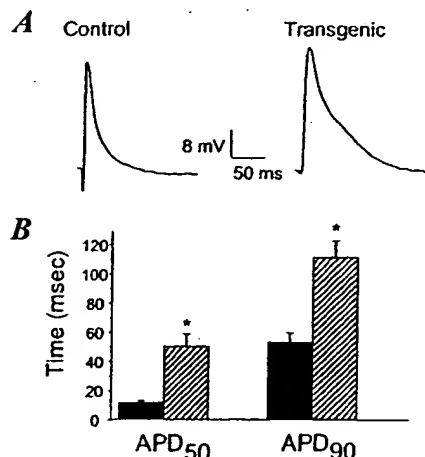 A Control Transgenic
8 mV
50 ms
B
Time (msec)
120
100
80
60
40
20
0
* *
APD50 APD90